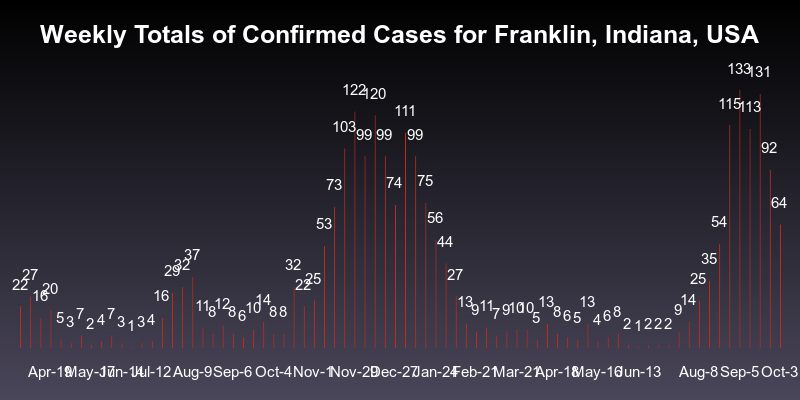 Weekly Totals of Confirmed Cases for Franklin, Indiana, USA
22 27 16 20 5 3 7 2 4 7 3 1 3 4 16 29 32 37 11 8 12 8 6 10 14 8 8 32 22 25 53 73 103 122 99 120 99 74 111 99 75 56 44 27 13 9 11 7 9 10 10 5 13 8 6 5 13 4 6 8 2 1 2 2 2 9 14 25 35 54 115 133 113 131 92 64
Apr-19 May-17 Jun-14 Jul-12 Aug-9 Sep-6 Oct-4 Nov-1 Nov-29 Dec-27 Jan-24 Feb-21 Mar-21 Apr-18 May-16 Jun-13 Aug-8 Sep-5 Oct-3